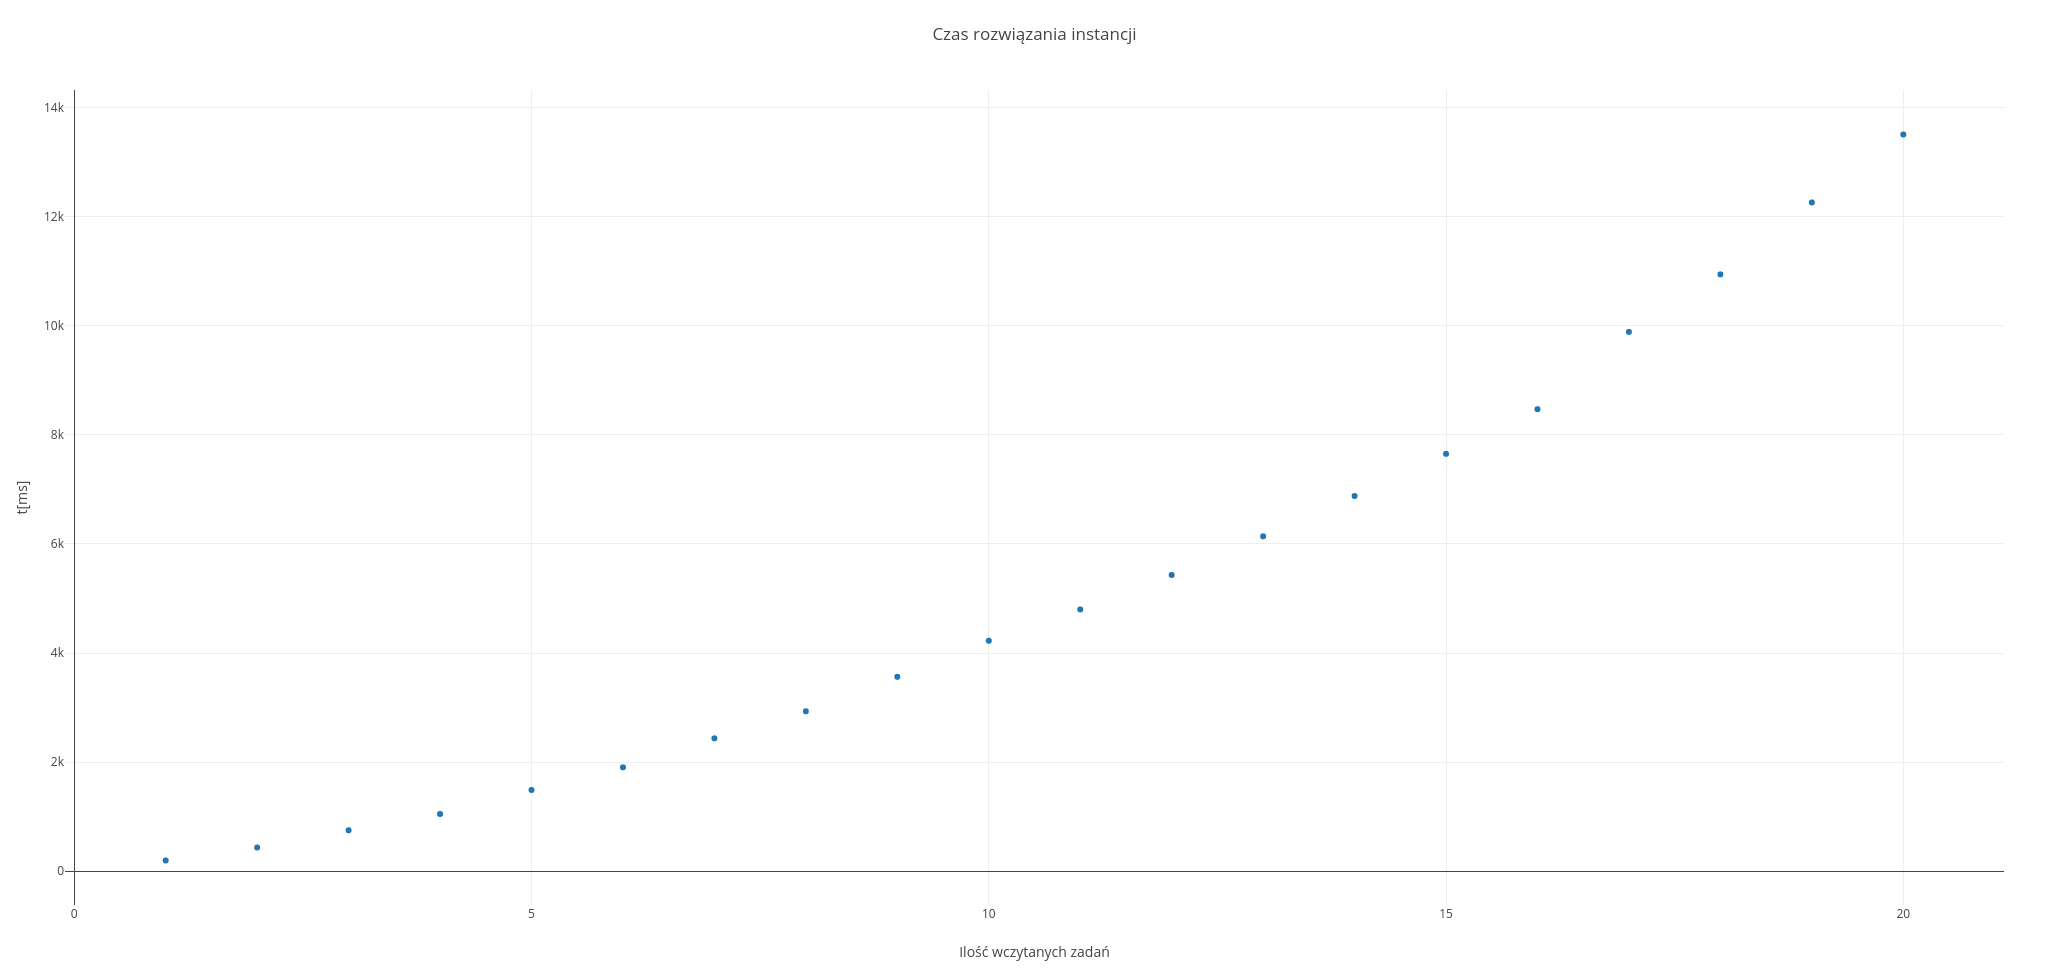 Czas rozwiązania instancji
14k
12k
10k
8k
6k
4k
2k
0
t[ms]
0 5 10 15 20
Ilość wczytanych zadań